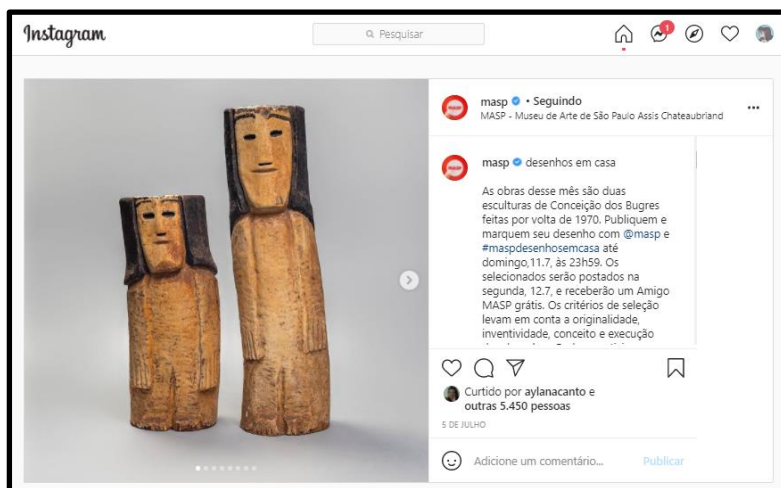 Instagram
Pesquisar
1
masp • Seguindo
MASP - Museu de Arte de São Paulo Assis Chateaubriand
masp desenhos em casa
As obras desse mês são duas
esculturas de Conceição dos Bugres
feitas por volta de 1970. Publiquem e
marquem seu desenho com @masp e
#maspdesenhosemcasa até
domingo,11.7, às 23h59. Os
selecionados serão postados na
segunda, 12.7, e receberão um Amigo
MASP grátis. Os critérios de seleção
levam em conta a originalidade,
inventividade, conceito e execução
Curtido por aylanacanto e
outras 5.450 pessoas
5 DE JULHO
Adicione um comentário... Publicar